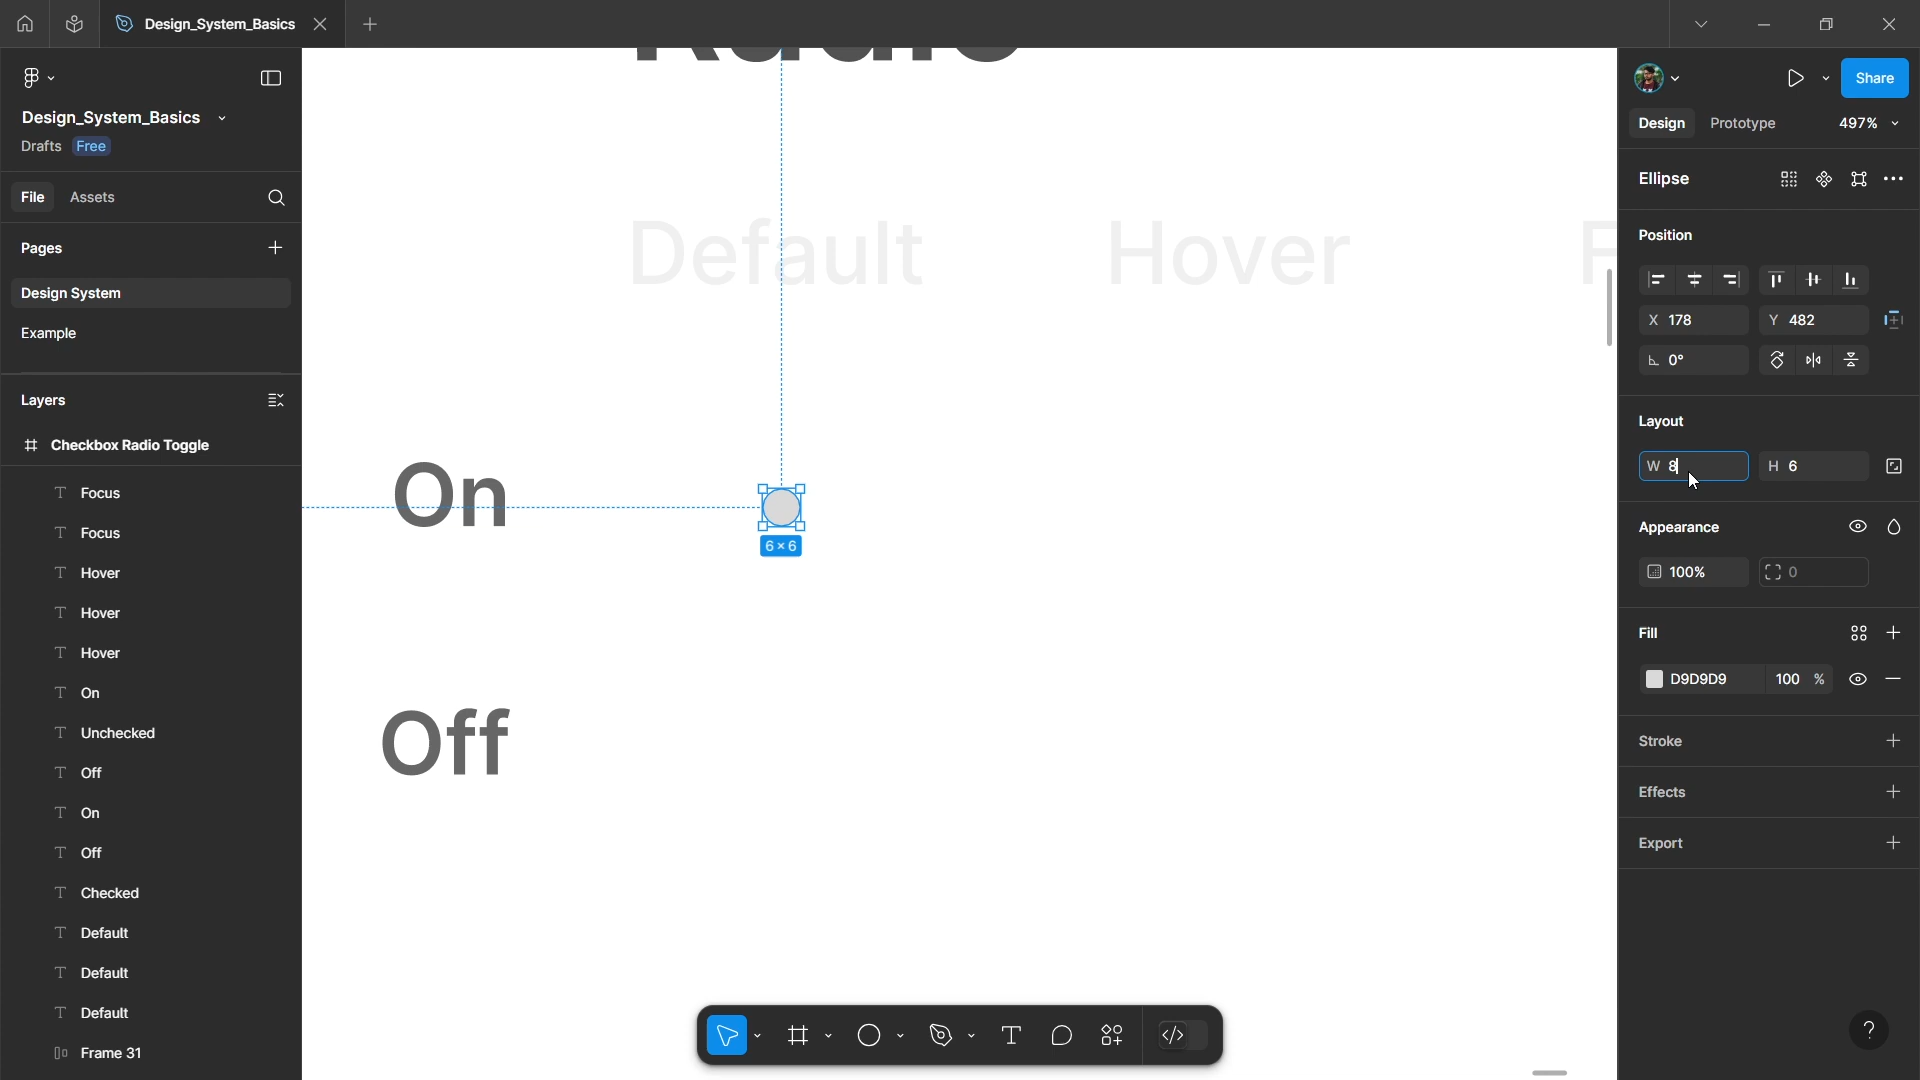 Design_System_Basics
Design_System_Basics
Drafts Free
File Assets
Pages
Design System
Example
Layers
Checkbox Radio Toggle
Focus
Focus
Hover
Hover
Hover
On
Unchecked
Off
On
Off
Checked
Default
Default
Default
Frame 31
Radio
Default Hover F
On
6 × 6
Off
Share
Design Prototype 497%
Ellipse
Position
X 178 Y 482
0°
Layout
W 8 H 6
Appearance
100% 0
Fill
D9D9D9 100 %
Stroke
Effects
Export
?